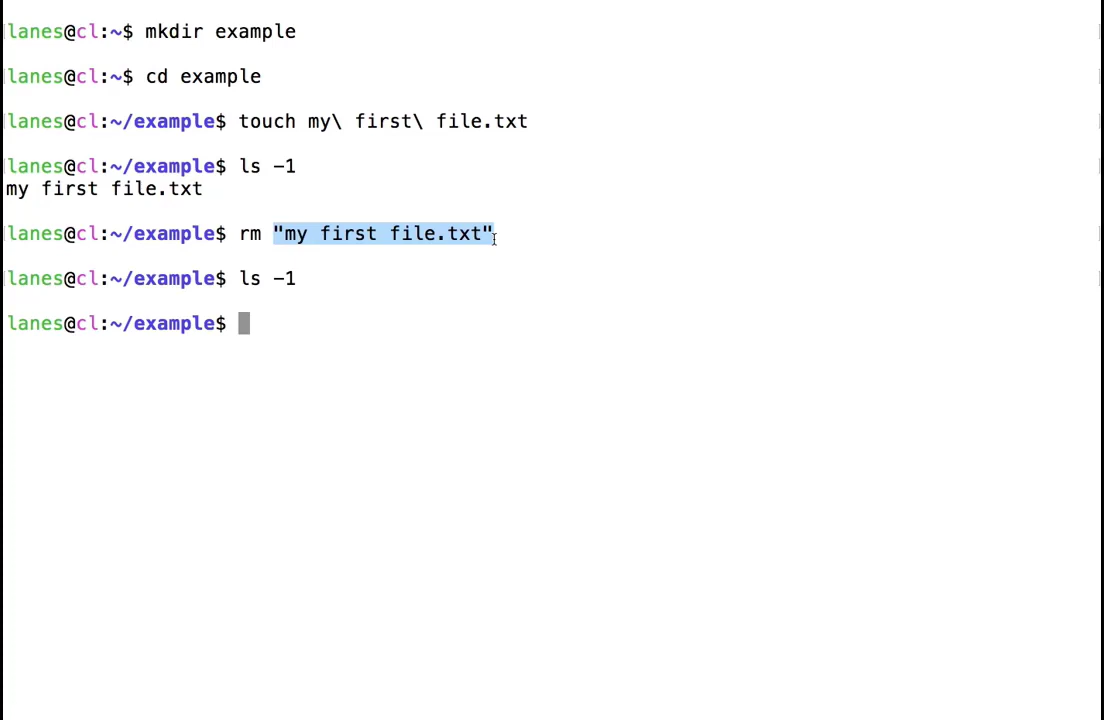 lanes@cl:~$ mkdir example
lanes@cl:~$ cd example
lanes@cl:~/example$ touch my\ first\ file.txt
lanes@cl:~/example$ ls -1
my first file.txt
lanes@cl:~/example$ rm "my first file.txt"
lanes@cl:~/example$ ls -1
lanes@cl:~/example$